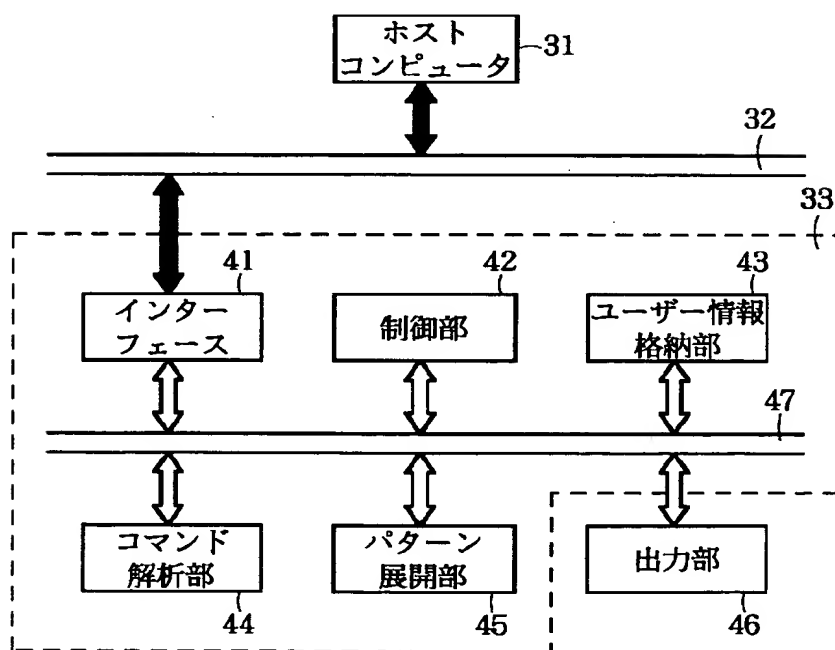 ホスト
コンピュータ
31
32
33
41
42
43
インター
フェース
制御部
ユーザー情報
格納部
47
コマンド
解析部
パターン
展開部
出力部
44
45
46